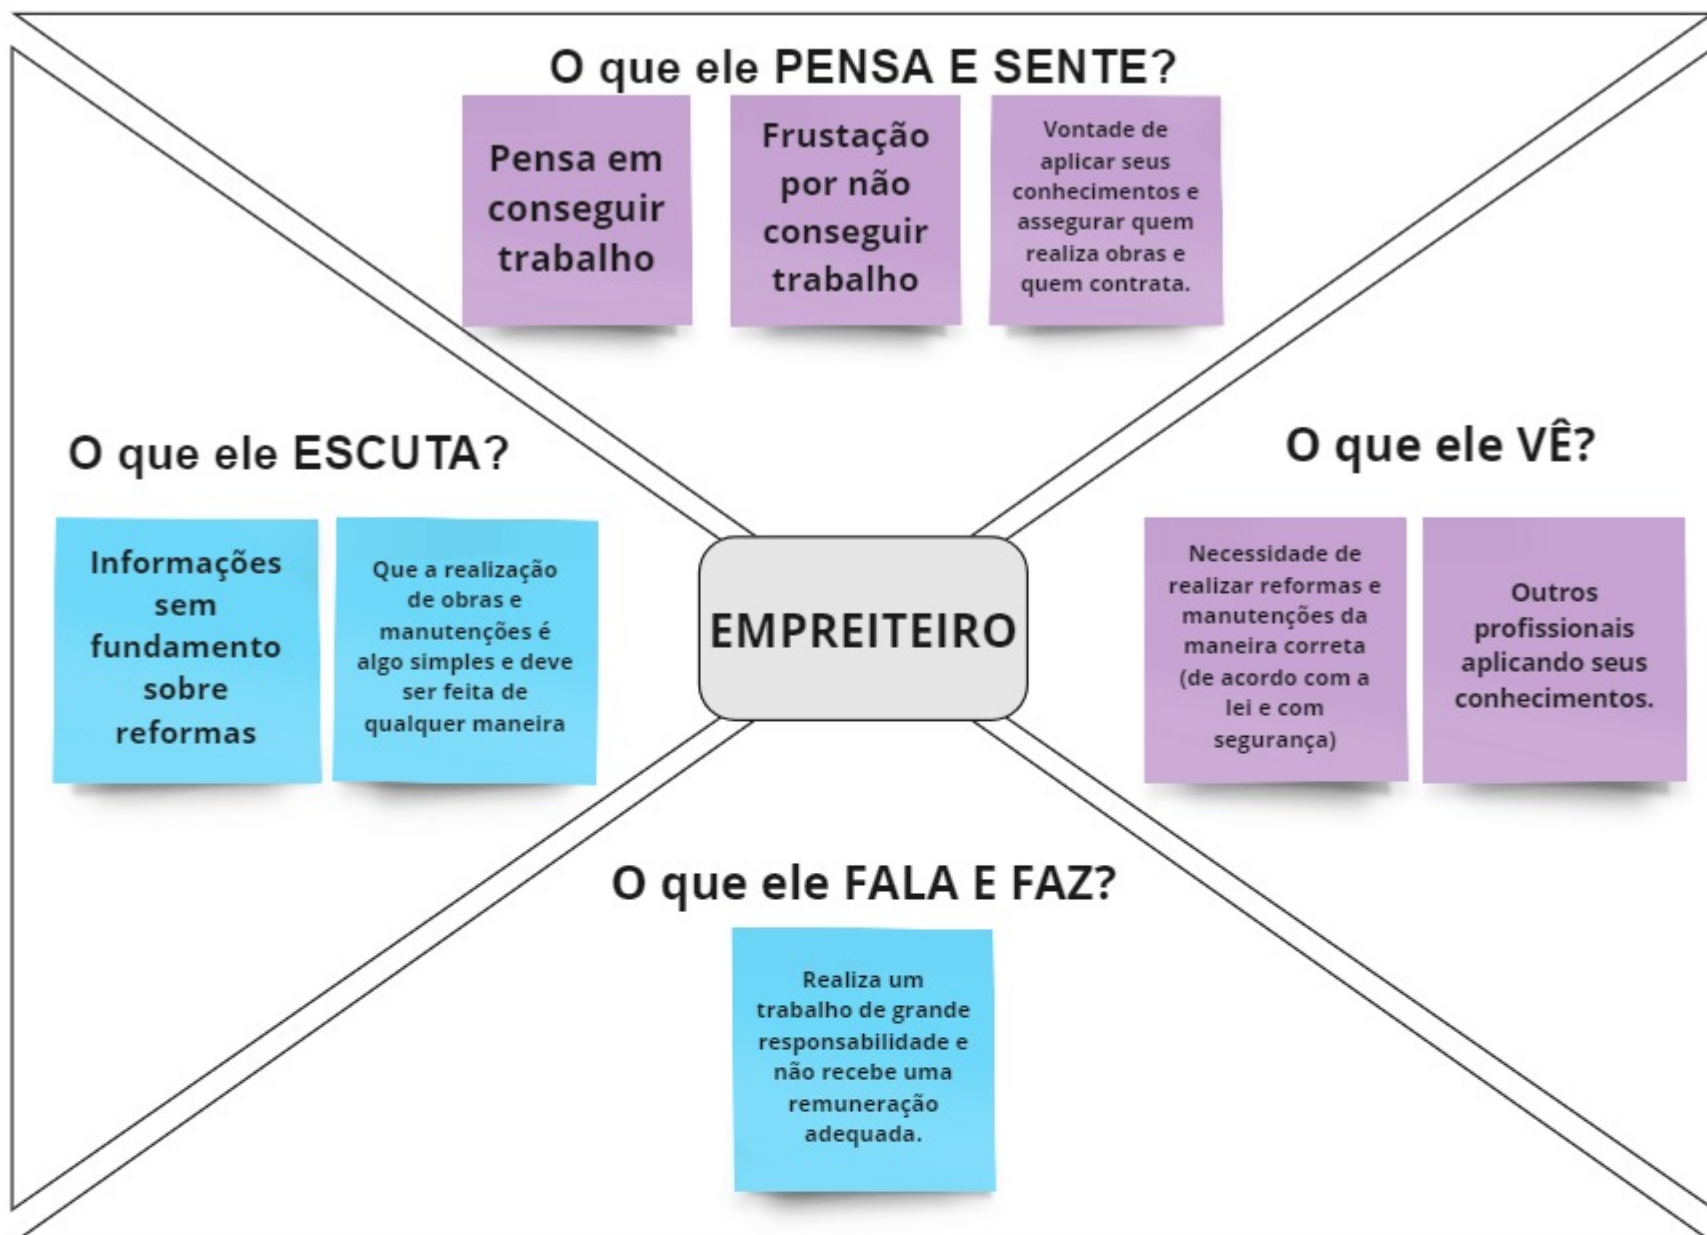 O que ele PENSA E SENTE?
Pensa em
conseguir
trabalho
Frustação
por não
conseguir
trabalho
Vontade de
aplicar seus
conhecimentos e
assegurar quem
realiza obras e
quem contrata.
O que ele ESCUTA?
Informações
sem
fundamento
sobre
reformas
Que a realização
de obras e
manutenções é
algo simples e deve
ser feita de
qualquer maneira
EMPREITEIRO
O que ele VÊ?
Necessidade de
realizar reformas e
manutenções da
maneira correta
(de acordo com a
lei e com
segurança)
Outros
profissionais
aplicando seus
conhecimentos.
O que ele FALA E FAZ?
Realiza um
trabalho de grande
responsabilidade e
não recebe uma
remuneração
adequada.